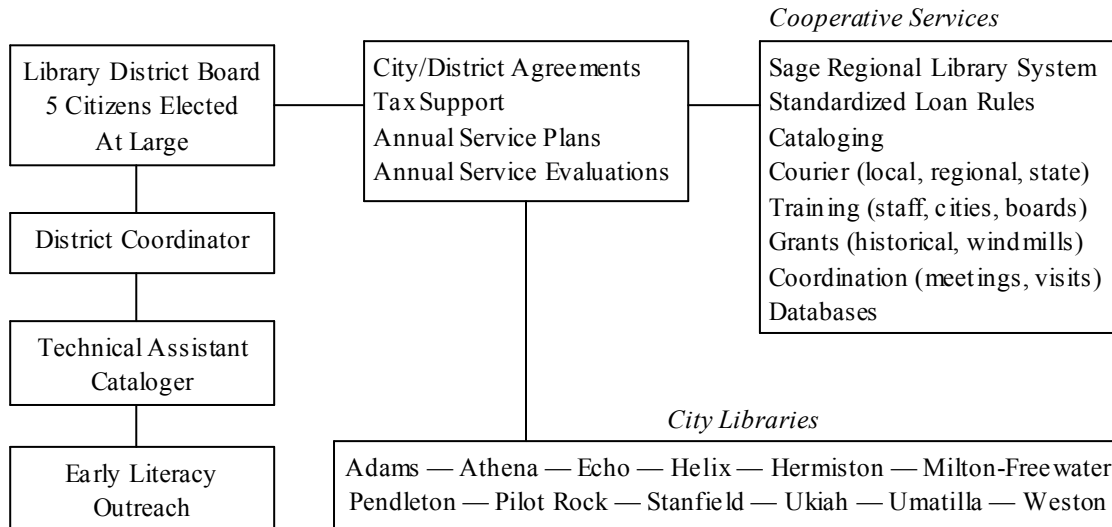 Cooperative Services
Library District Board
5 Citizens Elected
At Large
City/District Agreements
Tax Support
Annual Service Plans
Annual Service Evaluations
Sage Regional Library System
Standardized Loan Rules
Cataloging
Courier (local, regional, state)
Training (staff, cities, boards)
Grants (historical, windmills)
Coordination (meetings, visits)
Databases
District Coordinator
Technical Assistant
Cataloger
Early Literacy
Outreach
City Libraries
Adams — Athena — Echo — Helix — Hermiston — Milton-Freewater
Pendleton — Pilot Rock — Stanfield — Ukiah — Umatilla — Weston